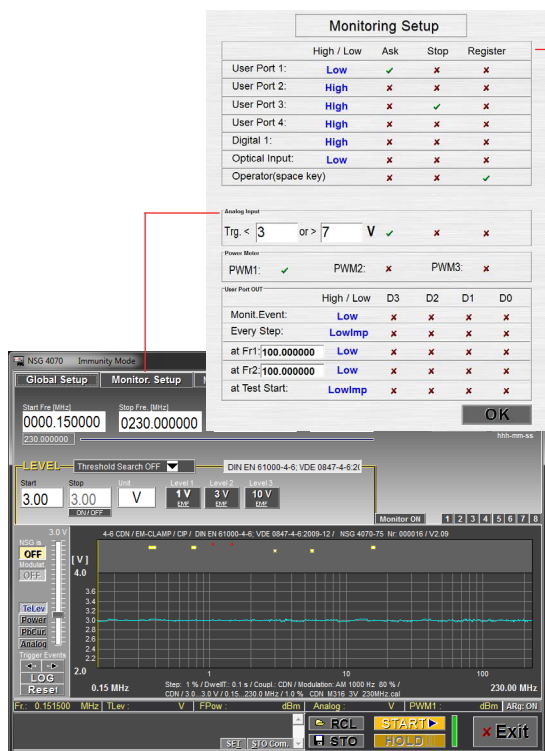 Monitoring Setup
High / Low Ask Stop Register
User Port 1: Low ✓ ✗ ✗
User Port 2: High ✗ ✗ ✗
User Port 3: High ✗ ✓ ✗
User Port 4: High ✗ ✗ ✗
Digital 1: High ✗ ✗ ✗
Optical Input: Low ✗ ✗ ✗
Operator(space key) ✗ ✗ ✓
Analog Input
Trg. < 3 or > 7 V ✓ ✗ ✗
Power Meter
PWM1: ✓ PWM2: ✗ PWM3: ✗
User Port OUT
High / Low D3 D2 D1 D0
Monit.Event: Low ✗ ✗ ✗ ✗
Every Step: LowImp ✗ ✗ ✗ ✗
at Fr1: 100.000000 Low ✗ ✗ ✗ ✗
at Fr2: 100.000000 Low ✗ ✗ ✗ ✗
at Test Start: LowImp ✗ ✗ ✗ ✗
OK
NSG 4070 Immunity Mode
Global Setup Monitor. Setup
Start Fre [MHz] Stop Fre. [MHz]
0000.150000 0230.000000
230.000000
hhh-mm-ss
LEVEL Threshold Search OFF DIN EN 61000-4-6; VDE 0847-4-6:2(
Start Stop Unit Level 1 Level 2 Level 3
3.00 3.00 V 1 V EMF 3 V EMF 10 V EMF
ON / OFF
Monitor ON 1 2 3 4 5 6 7 8
3.0 V 4-6 CDN / EM-CLAMP / CIP / DIN EN 61000-4-6; VDE 0847-4-6:2009-12 / NSG 4070-75 Nr: 000016 / V2.09
NSG is
OFF
Modulat.
OFF
[ V ]
4.0
3.6
3.4
3.2
3.0
2.8
2.6
2.4
2.2
2.0
TelLev
Power
PhCur
Analog
Trigger Events
LOG
Reset
1 10 100
0.15 MHz Step: 1 % / DwellT.: 0.1 s / Coupl.: CDN / Modulation: AM 1000 Hz 80 % / 230.00 MHz
CDN / 3.0...3.0 V / 0.15...230.0 MHz / 1.0 % CDN M316 3V 230MHz.cal
Fr.: 0.151500 MHz TLev : V FPow : dBm Analog : V PWM1 : dBm ARg: ON
RCL START
SET STO Com. STO HOLD
Exit